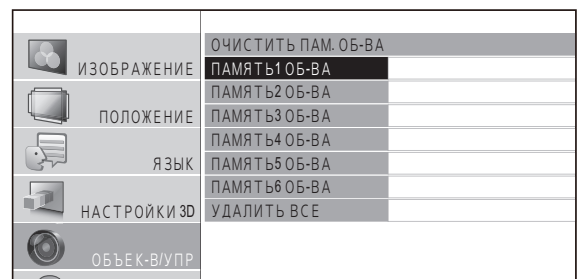 ИЗОБРАЖЕНИЕ
ПОЛОЖЕНИЕ
ЯЗЫК
НАСТРОЙКИ 3D
ОБЪЕК-В/УПР
ОЧИСТИТЬ ПАМ. ОБ-ВА
ПАМЯТЬ1 ОБ-ВА
ПАМЯТЬ2 ОБ-ВА
ПАМЯТЬ3 ОБ-ВА
ПАМЯТЬ4 ОБ-ВА
ПАМЯТЬ5 ОБ-ВА
ПАМЯТЬ6 ОБ-ВА
УДАЛИТЬ ВСЕ